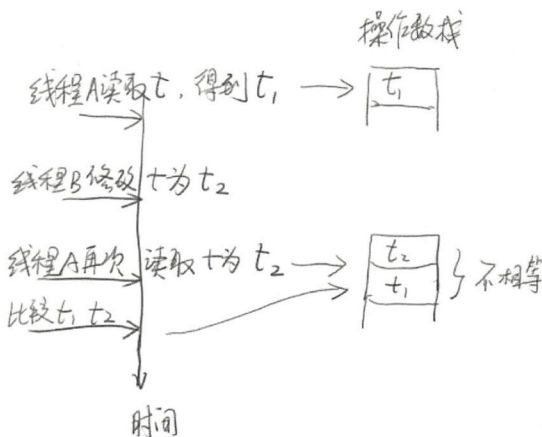 操作数栈
线程A读取t，得到t₁
t₁
线程B修改t为t₂
线程A再次读取t为t₂
t₂
t₁
不相等
比较t₁ t₂
时间